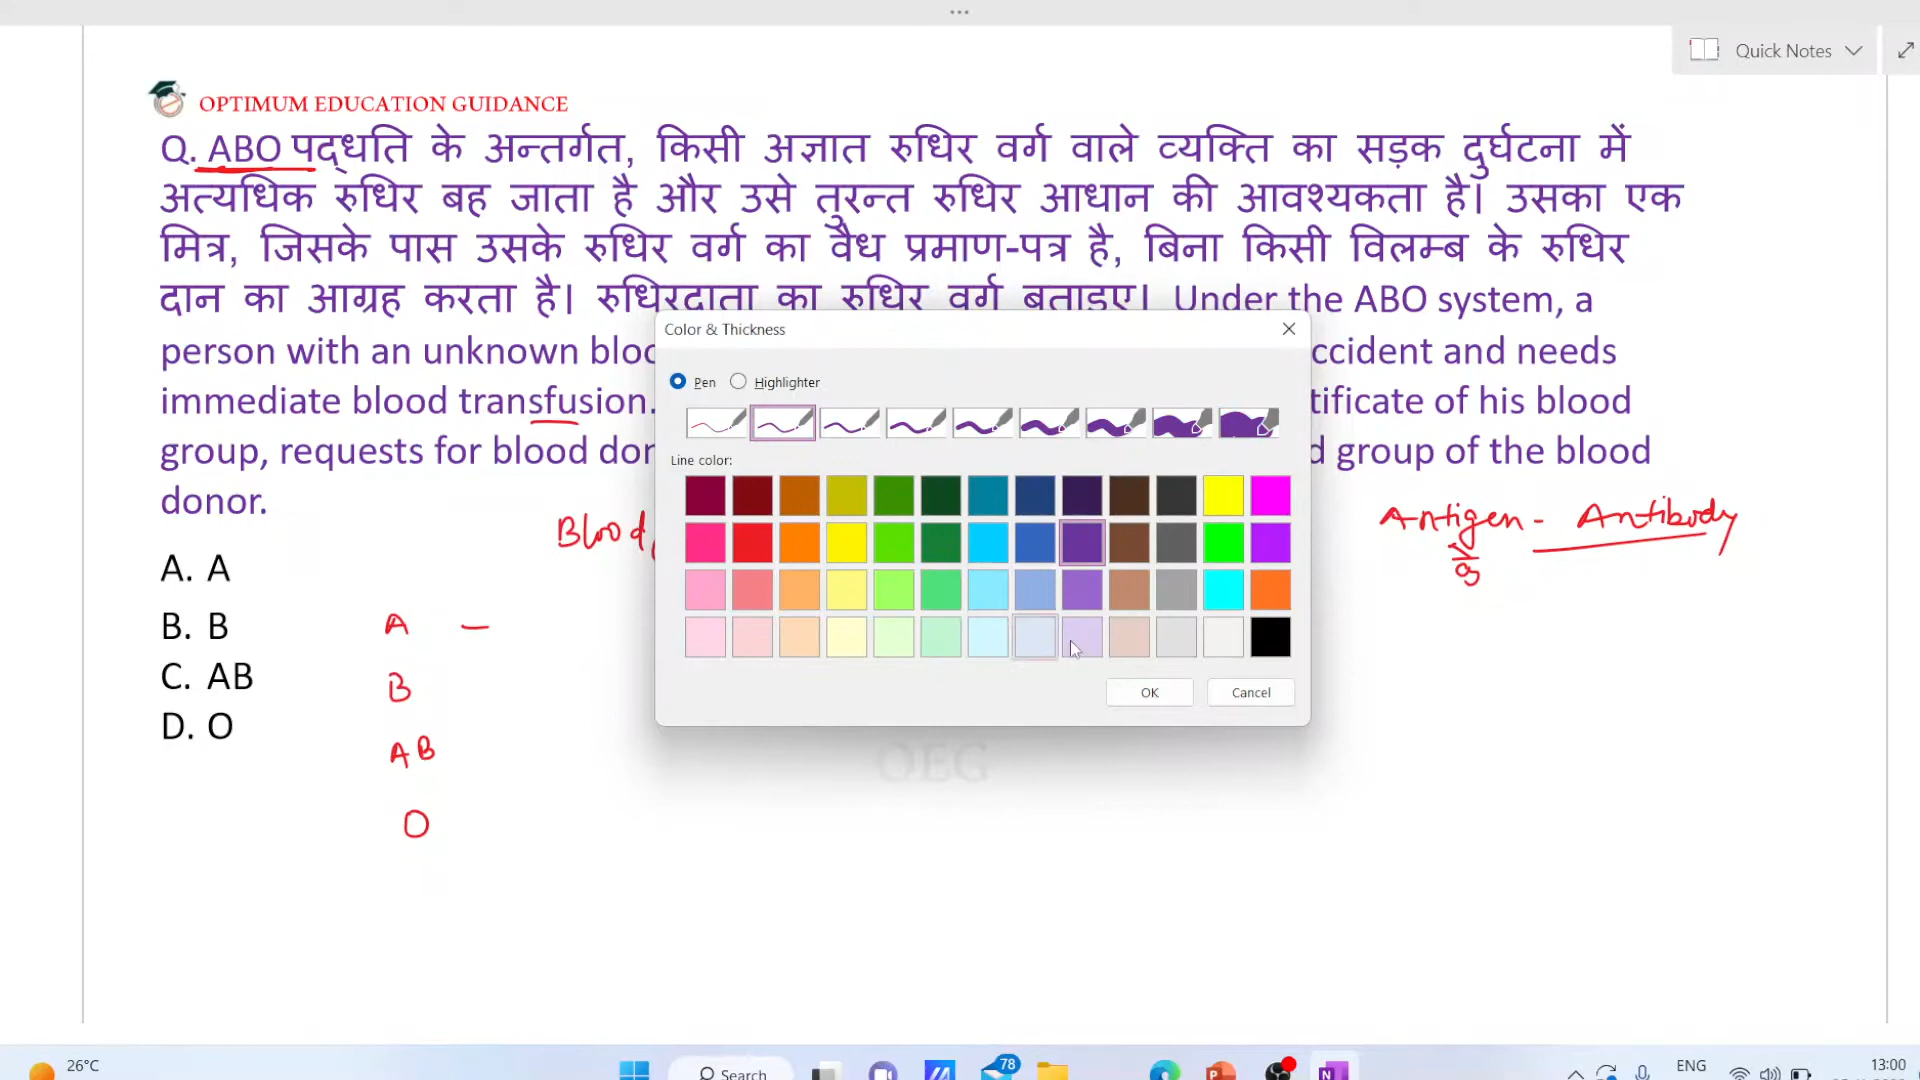 Quick Notes
OPTIMUM EDUCATION GUIDANCE
Q. ABO पद्धति के अन्तर्गत, किसी अज्ञात रुधिर वर्ग वाले व्यक्ति का सड़क दुर्घटना में
अत्यधिक रुधिर बह जाता है और उसे तुरन्त रुधिर आधान की आवश्यकता है। उसका एक
मित्र, जिसके पास उसके रुधिर वर्ग का वैध प्रमाण-पत्र है, बिना किसी विलम्ब के रुधिर
दान का आग्रह करता है। रुधिरदाता का रुधिर वर्ग बताइए। Under the ABO system, a
person with an unknown bloo ccident and needs
immediate blood transfusion. tificate of his blood
group, requests for blood don d group of the blood
donor.
Color & Thickness
Pen Highlighter
Line color:
OK Cancel
Blood
Antigen - Antibody
A. A
B. B
C. AB
D. O
A —
B
AB
O
OEG
26°C
Search
78
ENG
13:00